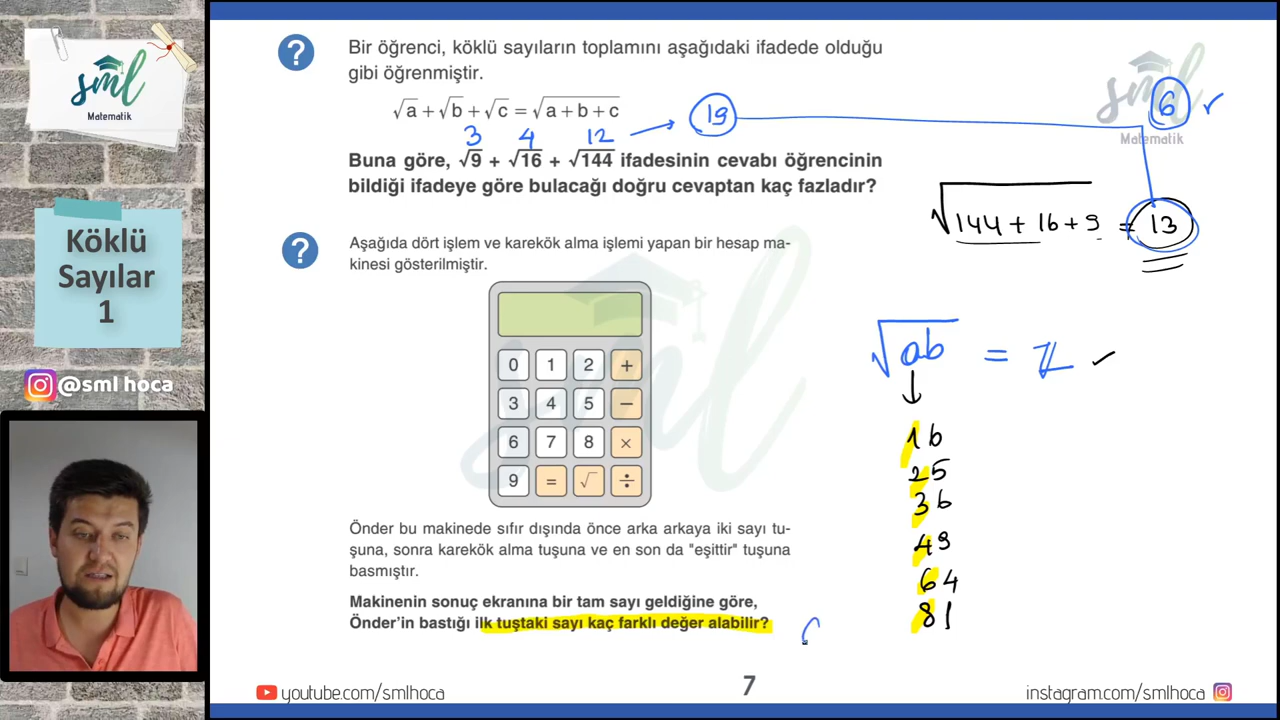 sml
Matematik
Köklü
Sayılar
1
@sml hoca
?
Bir öğrenci, köklü sayıların toplamını aşağıdaki ifadede olduğu
gibi öğrenmiştir.
√a + √b + √c = √a + b + c
3 4 12 → 19
Buna göre, √9 + √16 + √144 ifadesinin cevabı öğrencinin
bildiği ifadeye göre bulacağı doğru cevaptan kaç fazladır?
sml
Matematik
6 ✓
√144 + 16 + 9 = 13
?
Aşağıda dört işlem ve karekök alma işlemi yapan bir hesap ma-
kinesi gösterilmiştir.
sml
0 1 2 +
3 4 5 −
6 7 8 ×
9 = √ ÷
√ab = Z ✓
↓
16
25
36
49
64
81
Önder bu makinede sıfır dışında önce arka arkaya iki sayı tu-
şuna, sonra karekök alma tuşuna ve en son da "eşittir" tuşuna
basmıştır.
Makinenin sonuç ekranına bir tam sayı geldiğine göre,
Önder'in bastığı ilk tuştaki sayı kaç farklı değer alabilir?
youtube.com/smlhoca
7
instagram.com/smlhoca